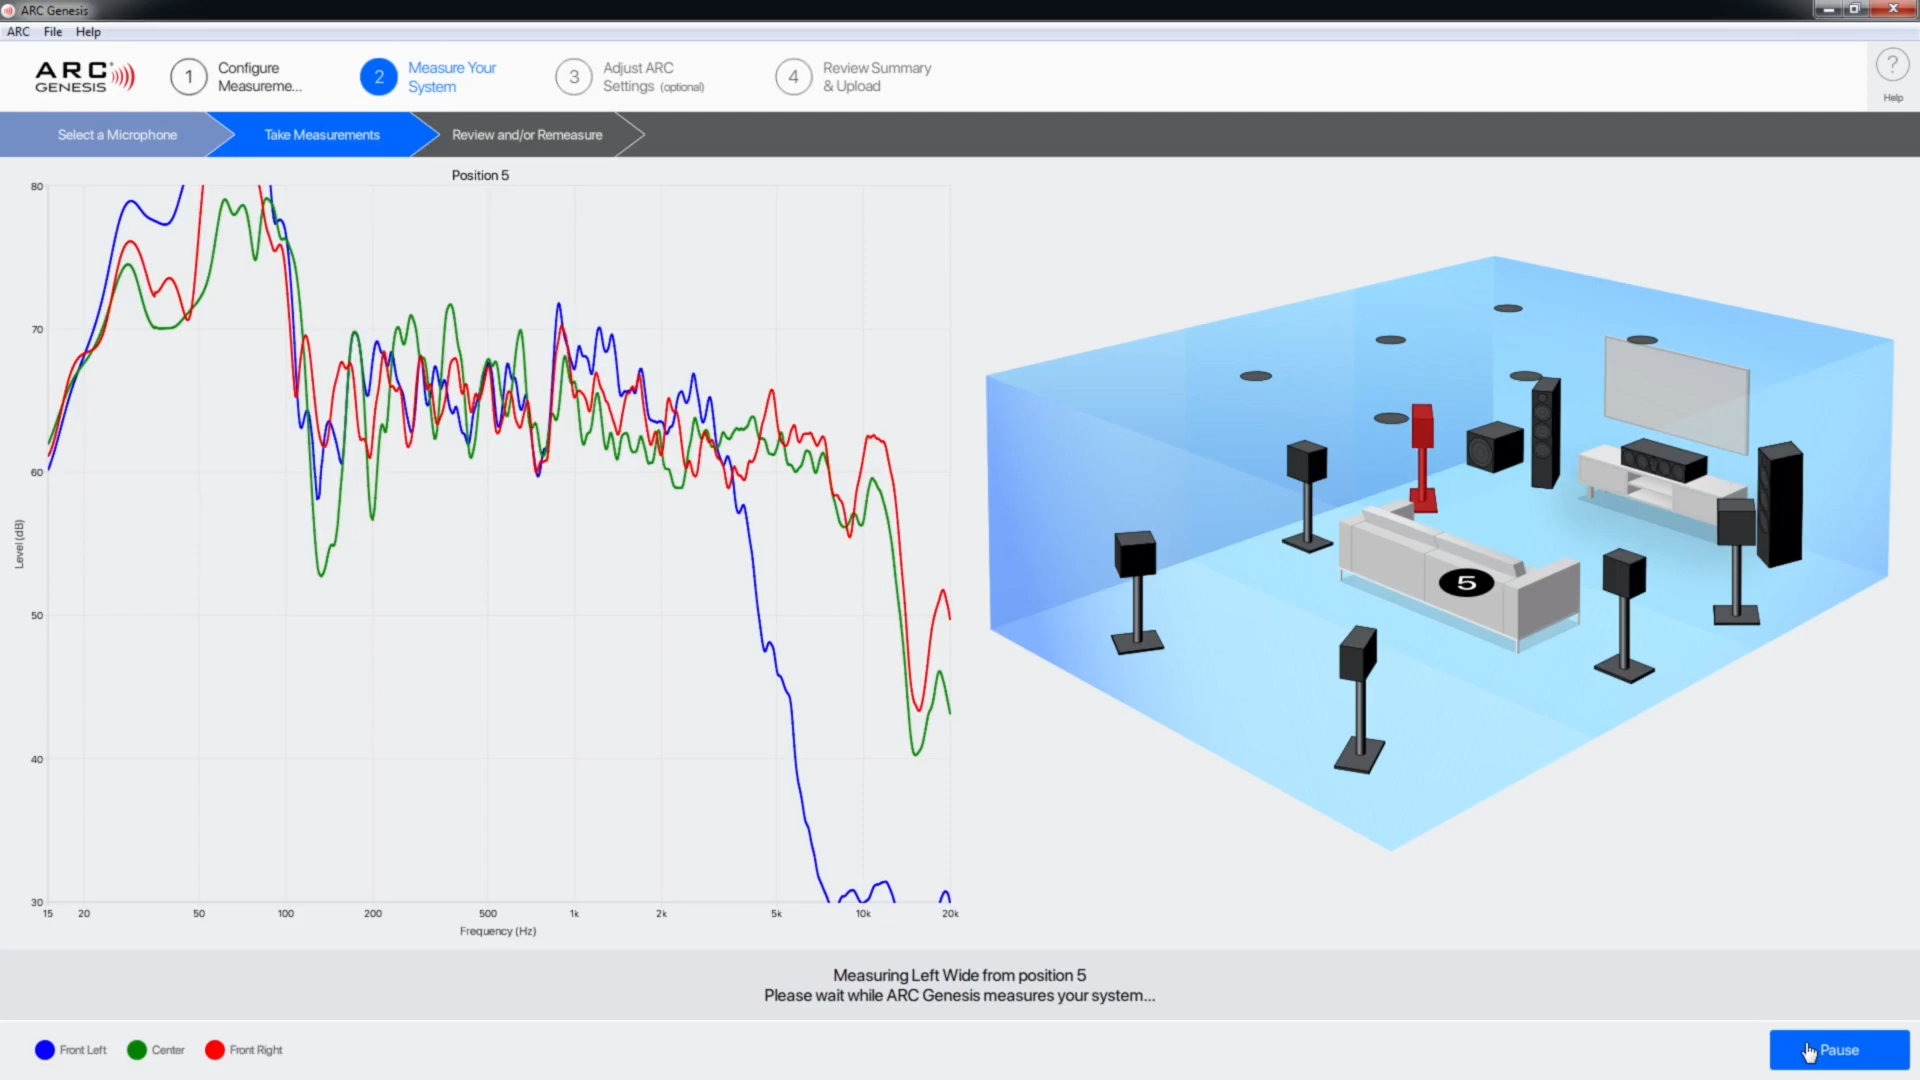 ARC Genesis
ARC File Help
ARC GENESIS
1 Configure Measureme...
2 Measure Your System
3 Adjust ARC Settings (optional)
4 Review Summary & Upload
?
Help
Select a Microphone
Take Measurements
Review and/or Remeasure
Position 5
80
70
60
50
40
30
Level (dB)
15 20 50 100 200 500 1k 2k 5k 10k 20k
Frequency (Hz)
5
Measuring Left Wide from position 5
Please wait while ARC Genesis measures your system...
Front Left
Center
Front Right
Pause